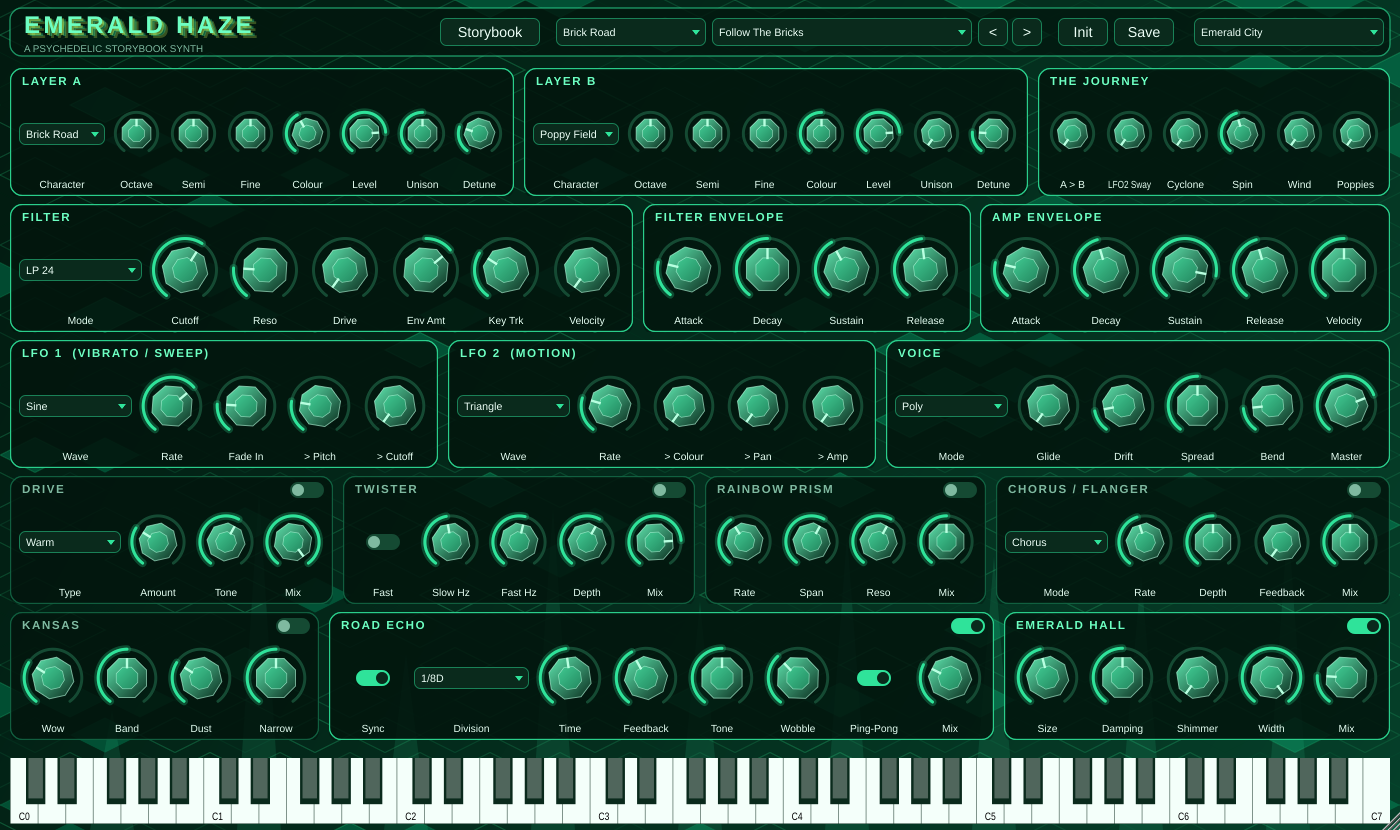 EMERALD HAZE
A PSYCHEDELIC STORYBOOK SYNTH
Storybook
Brick Road
Follow The Bricks
<
>
Init
Save
Emerald City
LAYER A
Brick Road
Character Octave Semi Fine Colour Level Unison Detune
LAYER B
Poppy Field
Character Octave Semi Fine Colour Level Unison Detune
THE JOURNEY
A > B LFO2 Sway Cyclone Spin Wind Poppies
FILTER
LP 24
Mode Cutoff Reso Drive Env Amt Key Trk Velocity
FILTER ENVELOPE
Attack Decay Sustain Release
AMP ENVELOPE
Attack Decay Sustain Release Velocity
LFO 1 (VIBRATO / SWEEP)
Sine
Wave Rate Fade In > Pitch > Cutoff
LFO 2 (MOTION)
Triangle
Wave Rate > Colour > Pan > Amp
VOICE
Poly
Mode Glide Drift Spread Bend Master
DRIVE
Warm
Type Amount Tone Mix
TWISTER
Fast Slow Hz Fast Hz Depth Mix
RAINBOW PRISM
Rate Span Reso Mix
CHORUS / FLANGER
Chorus
Mode Rate Depth Feedback Mix
KANSAS
Wow Band Dust Narrow
ROAD ECHO
1/8D
Sync Division Time Feedback Tone Wobble Ping-Pong Mix
EMERALD HALL
Size Damping Shimmer Width Mix
C0 C1 C2 C3 C4 C5 C6 C7